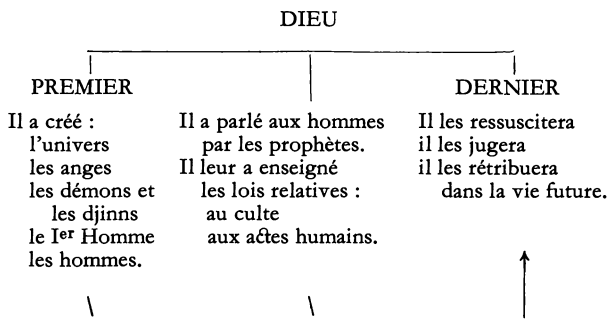 DIEU
PREMIER
Il a créé :
l'univers
les anges
les démons et
les djinns
le Ier Homme
les hommes.
Il a parlé aux hommes
par les prophètes.
Il leur a enseigné
les lois relatives :
au culte
aux actes humains.
DERNIER
Il les ressuscitera
il les jugera
il les rétribuera
dans la vie future.